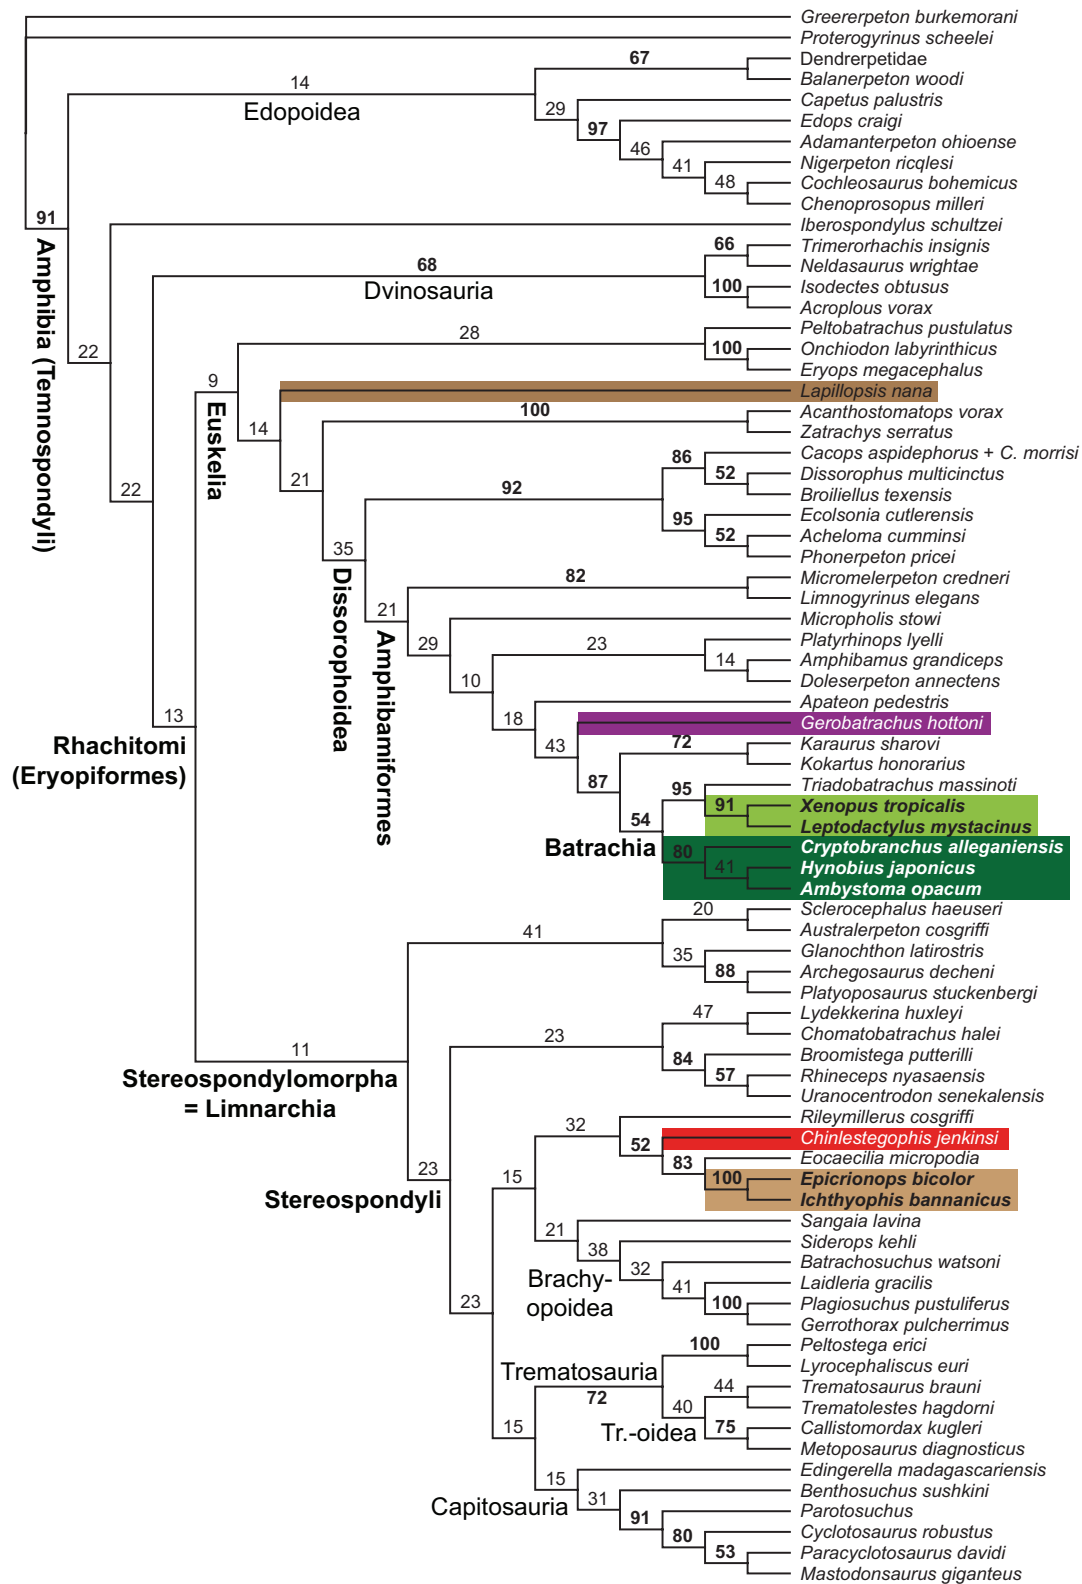 Greererpeton burkemorani
Proterogyrinus scheelei
67
Dendrerpetidae
Balanerpeton woodi
14
Edopoidea
29
Capetus palustris
97
Edops craigi
46
Adamanterpeton ohioense
41
Nigerpeton ricqlesi
48
Cochleosaurus bohemicus
Chenoprosopus milleri
91
Amphibia (Temnospondyli)
Iberospondylus schultzei
66
Trimerorhachis insignis
Neldasaurus wrightae
68
Dvinosauria
100
Isodectes obtusus
Acroplous vorax
22
28
Peltobatrachus pustulatus
100
Onchiodon labyrinthicus
Eryops megacephalus
9
Euskelia
Lapillopsis nana
14
100
Acanthostomatops vorax
Zatrachys serratus
21
86
Cacops aspidephorus + C. morrisi
52
Dissorophus multicinctus
Broiliellus texensis
22
92
95
Ecolsonia cutlerensis
52
Acheloma cumminsi
Phonerpeton pricei
35
Dissorophoidea
82
Micromelerpeton credneri
Limnogyrinus elegans
21
Amphibamiformes
29
Micropholis stowi
23
Platyrhinops lyelli
14
Amphibamus grandiceps
Doleserpeton annectens
10
18
Apateon pedestris
43
Gerobatrachus hottoni
13
Rhachitomi
(Eryopiformes)
72
Karaurus sharovi
Kokartus honorarius
87
95
Triadobatrachus massinoti
91
Xenopus tropicalis
Leptodactylus mystacinus
54
Batrachia
80
Cryptobranchus alleganiensis
41
Hynobius japonicus
Ambystoma opacum
20
Sclerocephalus haeuseri
Australerpeton cosgriffi
41
35
Glanochthon latirostris
88
Archegosaurus decheni
Platyoposaurus stuckenbergi
47
Lydekkerina huxleyi
Chomatobatrachus halei
23
84
Broomistega putterilli
57
Rhineceps nyasaensis
Uranocentrodon senekalensis
11
Stereospondylomorpha
= Limnarchia
32
Rileymillerus cosgriffi
52
Chinlestegophis jenkinsi
83
Eocaecilia micropodia
100
Epicrionops bicolor
Ichthyophis bannanicus
23
15
Stereospondyli
21
Sangaia lavina
38
Siderops kehli
32
Batrachosuchus watsoni
Brachy-
opoidea
41
Laidleria gracilis
100
Plagiosuchus pustuliferus
Gerrothorax pulcherrimus
23
100
Peltostega erici
Lyrocephaliscus euri
Trematosauria
72
44
Trematosaurus brauni
Trematolestes hagdorni
40
Tr.-oidea
75
Callistomordax kugleri
Metoposaurus diagnosticus
15
15
Edingerella madagascariensis
Capitosauria
31
Benthosuchus sushkini
91
Parotosuchus
80
Cyclotosaurus robustus
53
Paracyclotosaurus davidi
Mastodonsaurus giganteus